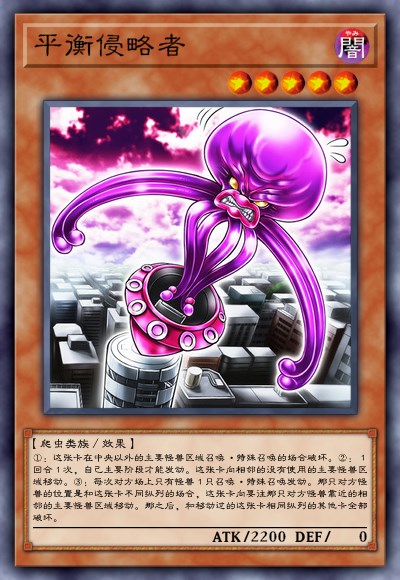 平衡侵略者
やみ
闇
【爬虫类族／效果】
①：这张卡在中央以外的主要怪兽区域召唤·特殊召唤的场合破坏。②：1
回合1次，自己主要阶段才能发动。这张卡向相邻的没有使用的主要怪兽区
域移动。③：每次对方场上只有怪兽1只召唤·特殊召唤发动。那只对方怪
兽的位置是和这张卡不同纵列的场合，这张卡向要往那只对方怪兽靠近的相
邻的主要怪兽区域移动。那之后，和移动过的这张卡相同纵列的其他卡全部
破坏。
ATK/2200 DEF/ 0